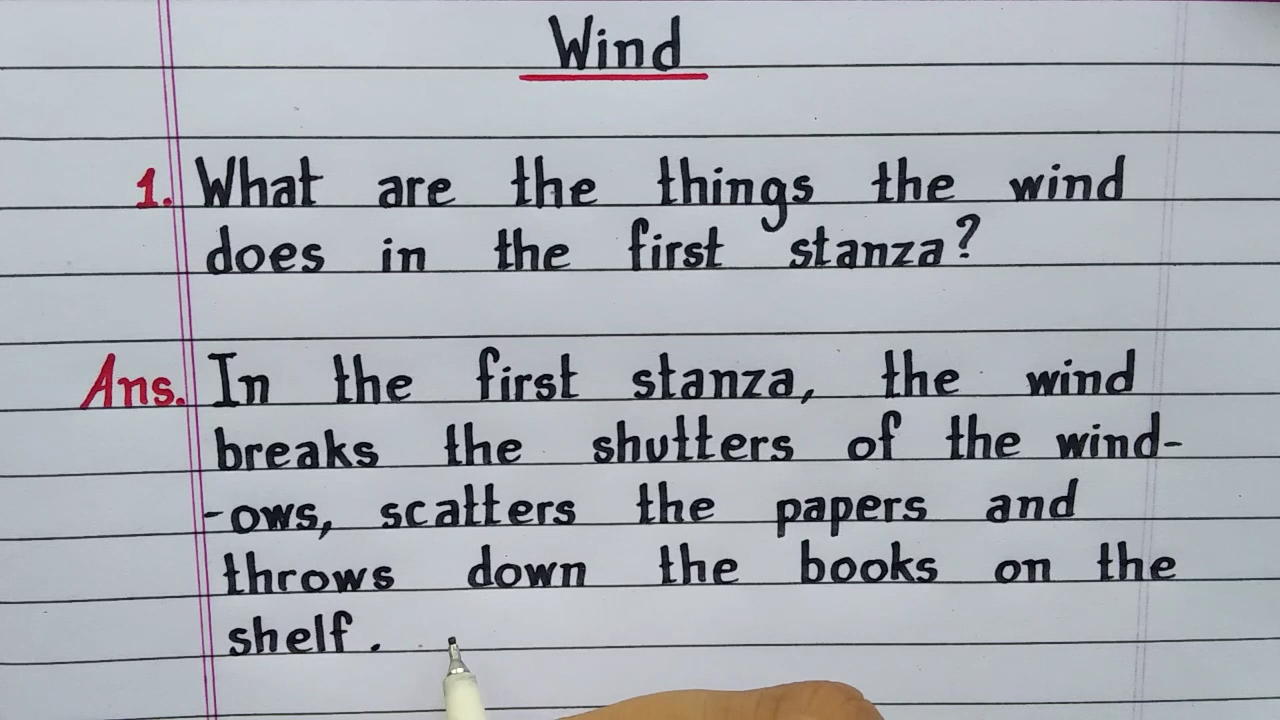 Wind
1. What are the things the wind
does in the first stanza?
Ans. In the first stanza, the wind
breaks the shutters of the wind-
-ows, scatters the papers and
throws down the books on the
shelf.